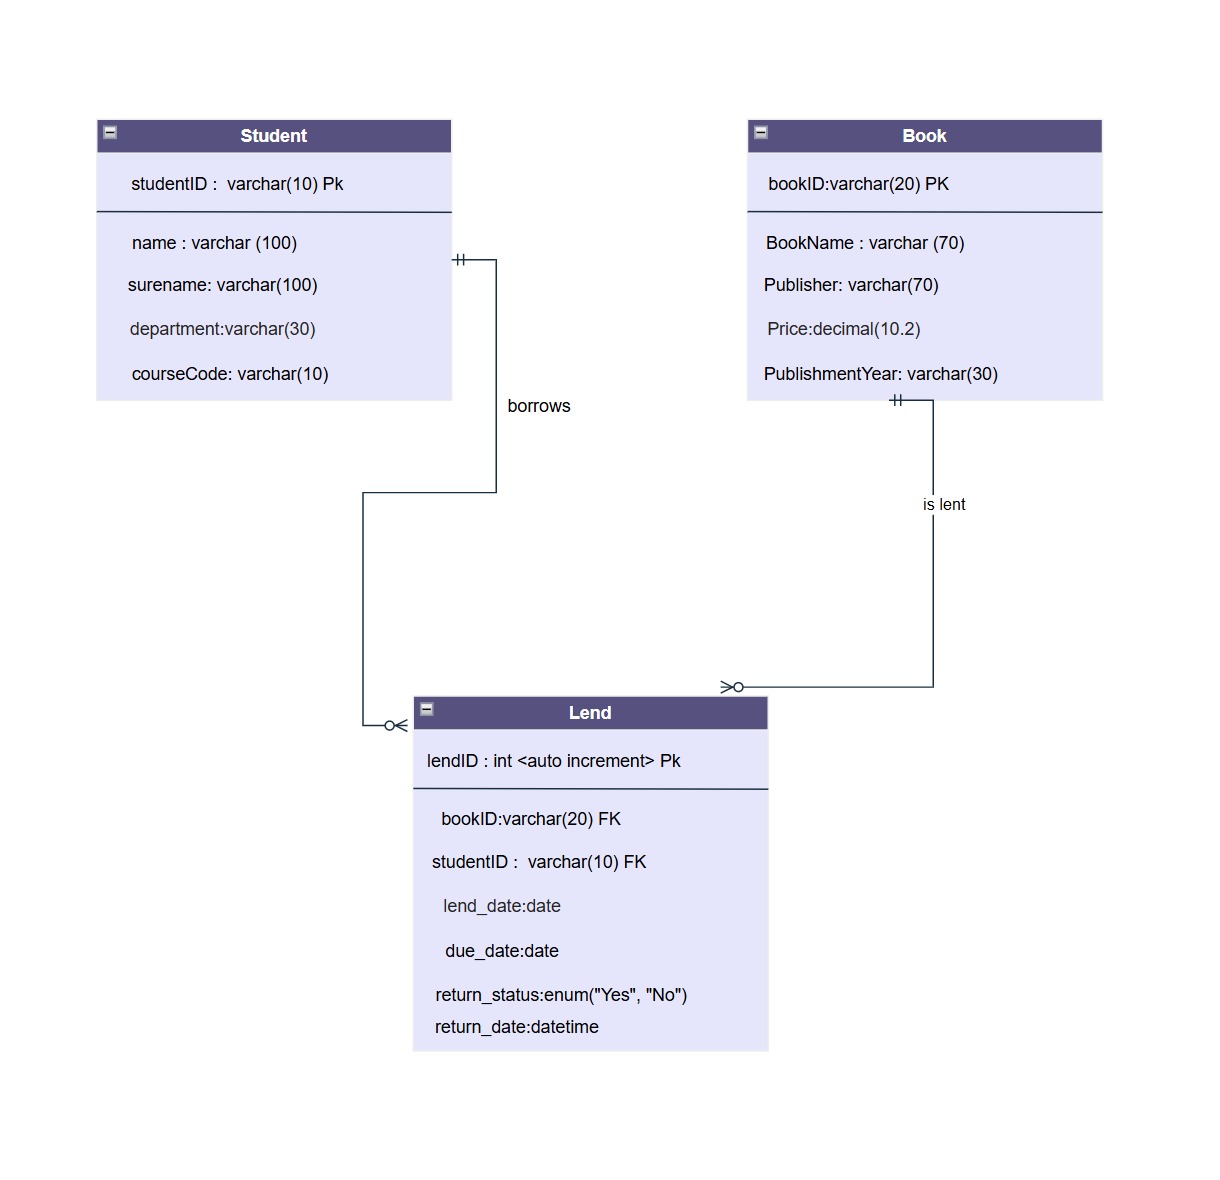 Student
studentID :  varchar(10) Pk
name : varchar (100)
surename: varchar(100)
department:varchar(30)
courseCode: varchar(10)
Book
bookID:varchar(20) PK
BookName : varchar (70)
Publisher: varchar(70)
Price:decimal(10.2)
PublishmentYear: varchar(30)
borrows
is lent
Lend
lendID : int <auto increment> Pk
bookID:varchar(20) FK
studentID :  varchar(10) FK
lend_date:date
due_date:date
return_status:enum("Yes", "No")
return_date:datetime